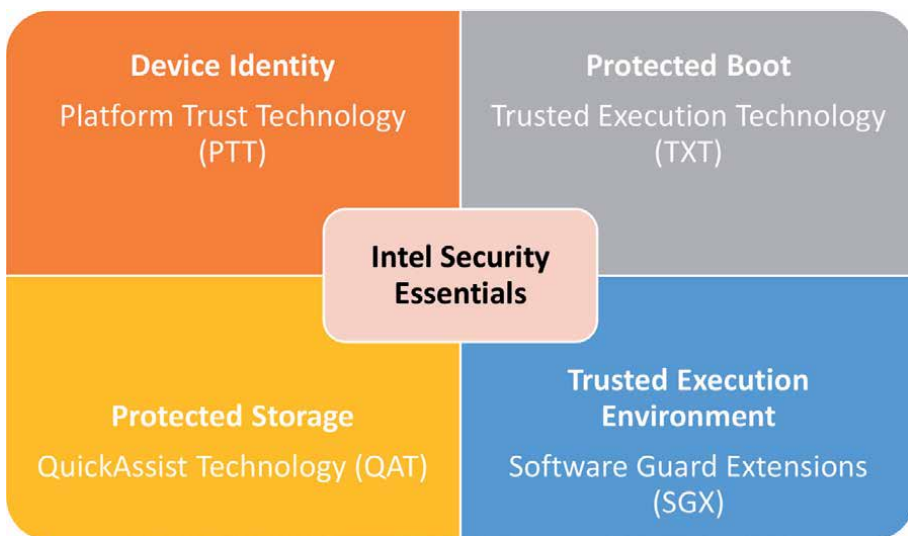 Device Identity
Platform Trust Technology
(PTT)
Protected Boot
Trusted Execution Technology
(TXT)
Intel Security
Essentials
Protected Storage
QuickAssist Technology (QAT)
Trusted Execution
Environment
Software Guard Extensions
(SGX)